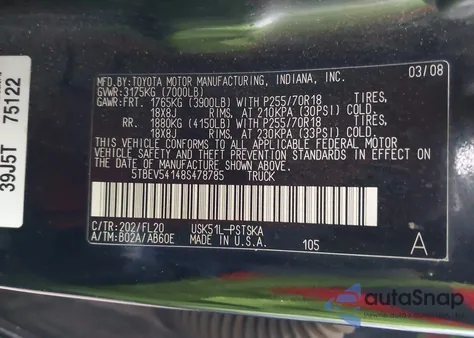 39J5T 75122
MFD.BY:TOYOTA MOTOR MANUFACTURING, INDIANA, INC. 03/08
GVWR:3175KG (7000LB)
GAWR:FRT. 1765KG (3900LB) WITH P255/70R18 TIRES
18X8J RIMS, AT 210KPA (30PSI) COLD.
RR. 1880KG (4150LB) WITH P255/70R18 TIRES
18X8J RIMS, AT 230KPA (33PSI) COLD.
THIS VEHICLE CONFORMS TO ALL APPLICABLE FEDERAL MOTOR
VEHICLE SAFETY AND THEFT PREVENTION STANDARDS IN EFFECT ON
THE DATE OF MANUFACTURE SHOWN ABOVE.
5TBEV54148S478785 TRUCK
C/TR:202/FL20 USK51L-PSTSKA
A/TM:B02A/AB60E MADE IN U.S.A. 105 A
autoSnap